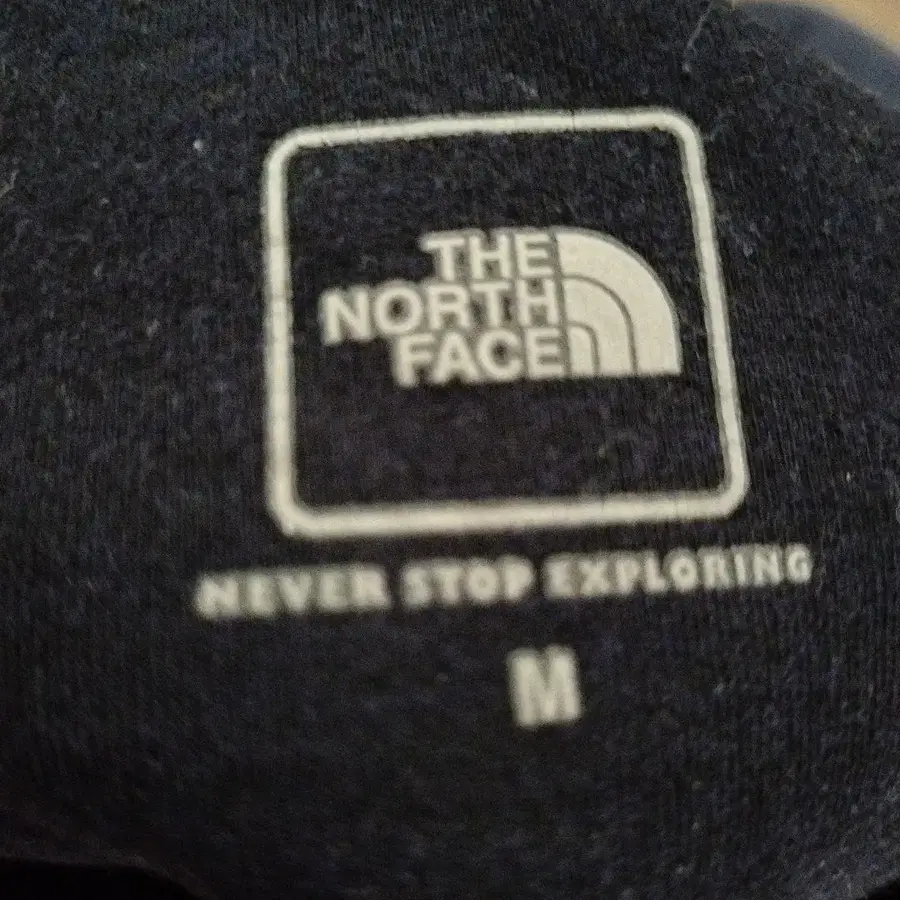 THE
NORTH
FACE
NEVER STOP EXPLORING
M